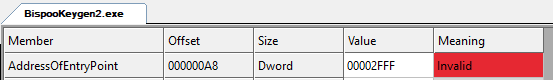 BispooKeygen2.exe
Member Offset Size Value Meaning
AddressOfEntryPoint 000000A8 Dword 00002FFF Invalid